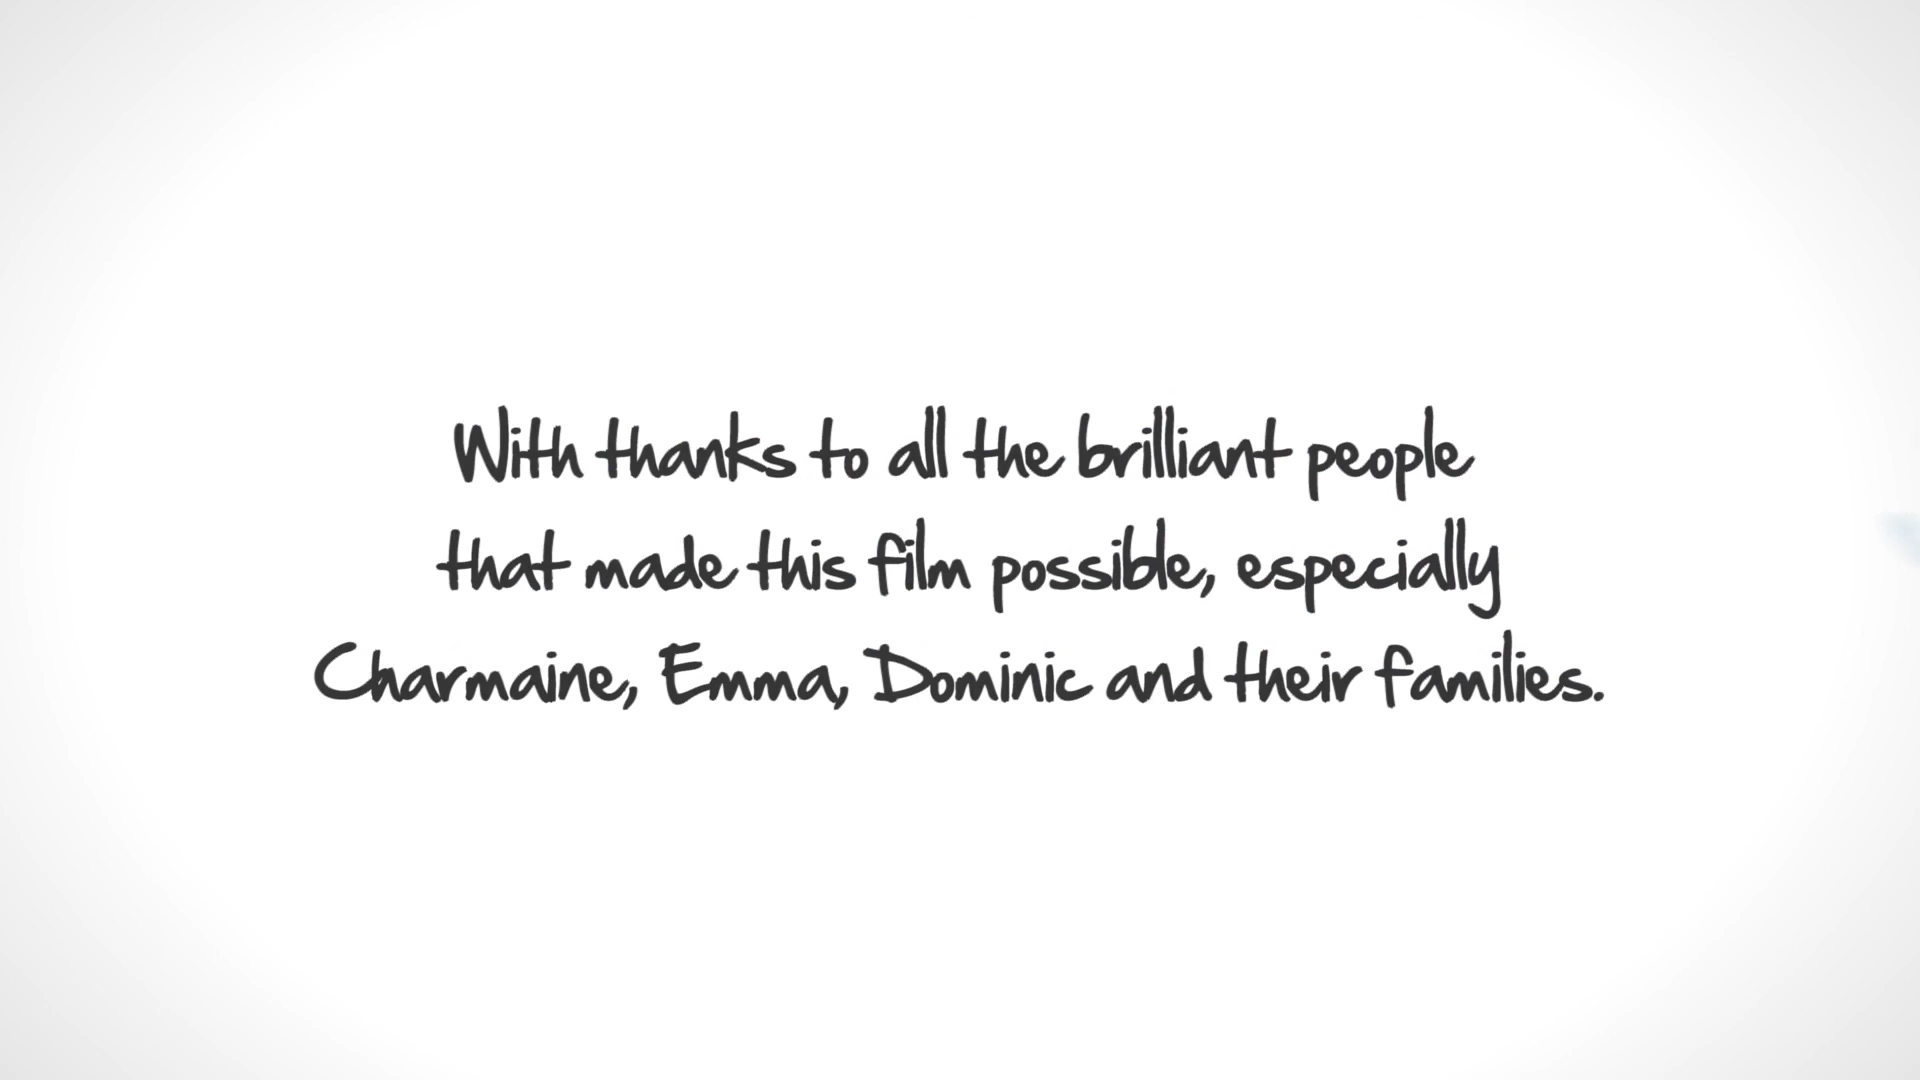 With thanks to all the brilliant people
that made this film possible, especially
Charmaine, Emma, Dominic and their families.